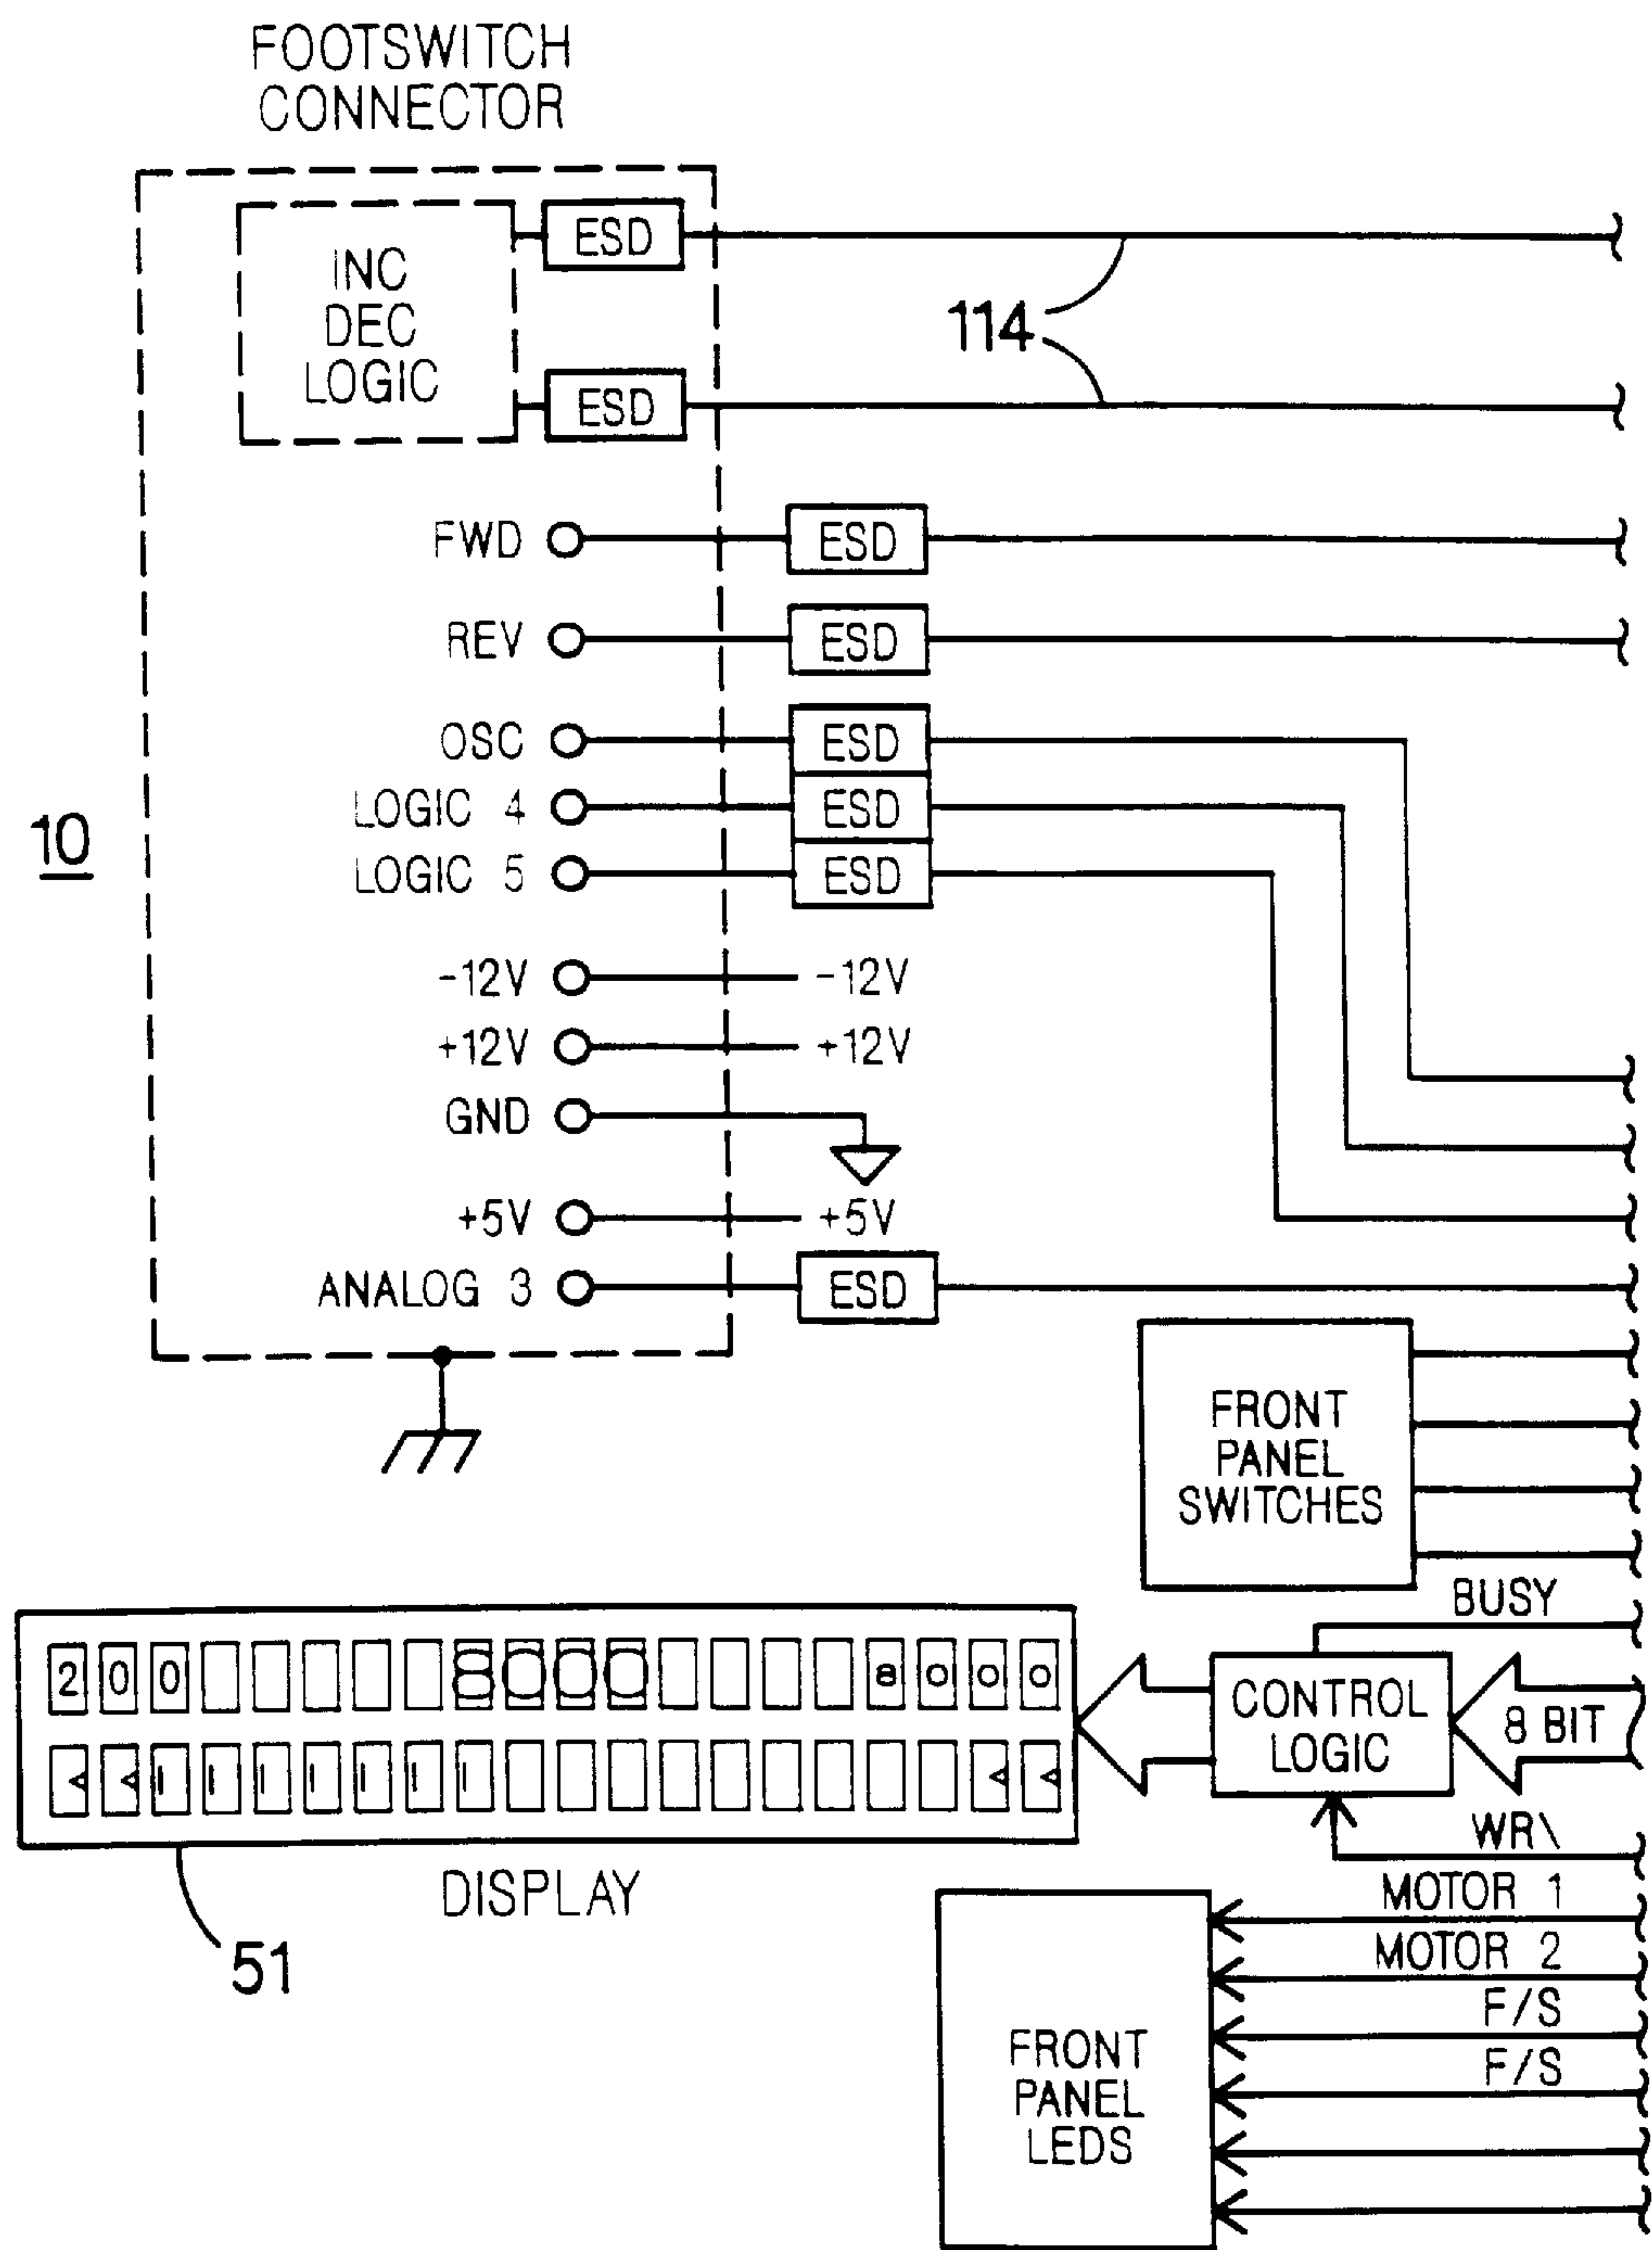 FOOTSWITCH
CONNECTOR
INC
DEC
LOGIC
ESD
ESD
114
FWD
ESD
REV
ESD
OSC
ESD
LOGIC 4
ESD
10
LOGIC 5
ESD
-12V
-12V
+12V
+12V
GND
+5V
+5V
ANALOG 3
ESD
FRONT
PANEL
SWITCHES
BUSY
200 8000 8000
CONTROL
LOGIC
8 BIT
WR\
DISPLAY
51
MOTOR 1
MOTOR 2
F/S
F/S
FRONT
PANEL
LEDS